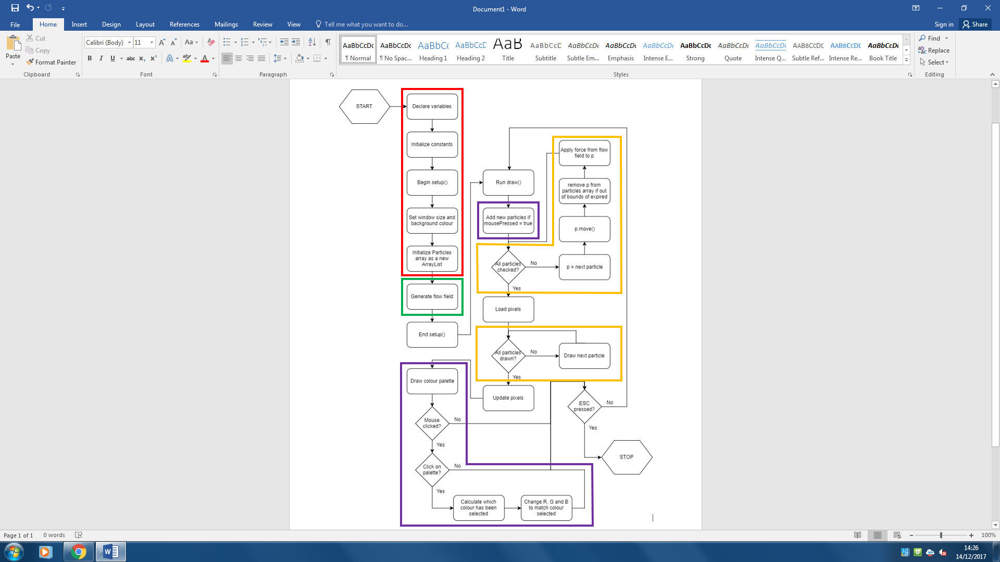 Document1 - Word
File Home Insert Design Layout References Mailings Review View Tell me what you want to do... Sign in Share
Paste
Cut
Copy
Format Painter
Clipboard
Calibri (Body) 11
Font
Paragraph
AaBbCcDc AaBbCcDc AaBbCc AaBbCcD AaB AaBbCcD AaBbCcDc AaBbCcDc AaBbCcDc AaBbCcDc AaBbCcDc AaBbCcDc AABBCCDD AABBCCDE AaBbCcDc
¶ Normal ¶ No Spac... Heading 1 Heading 2 Title Subtitle Subtle Em... Emphasis Intense E... Strong Quote Intense Q... Subtle Ref... Intense Re... Book Title
Styles
Find
Replace
Select
Editing
START
Declare variables
Initialize constants
Begin setup()
Set window size and
background colour
Initialize Particles
array as a new
ArrayList
Generate flow field
End setup()
Run draw()
Add new particles if
mousePressed = true
All particles
checked?
No
p = next particle
p.move()
remove p from
particles array if out
of bounds of expired
Apply force from flow
field to p
Yes
Load pixels
All particles
drawn?
No
Draw next particle
Yes
Update pixels
Draw colour palette
Mouse
clicked?
No
Yes
Click on
palette?
No
Yes
Calculate which
colour has been
selected
Change R, G and B
to match colour
selected
ESC
pressed?
No
Yes
STOP
Page 1 of 1 0 words 100%
14:26
14/12/2017